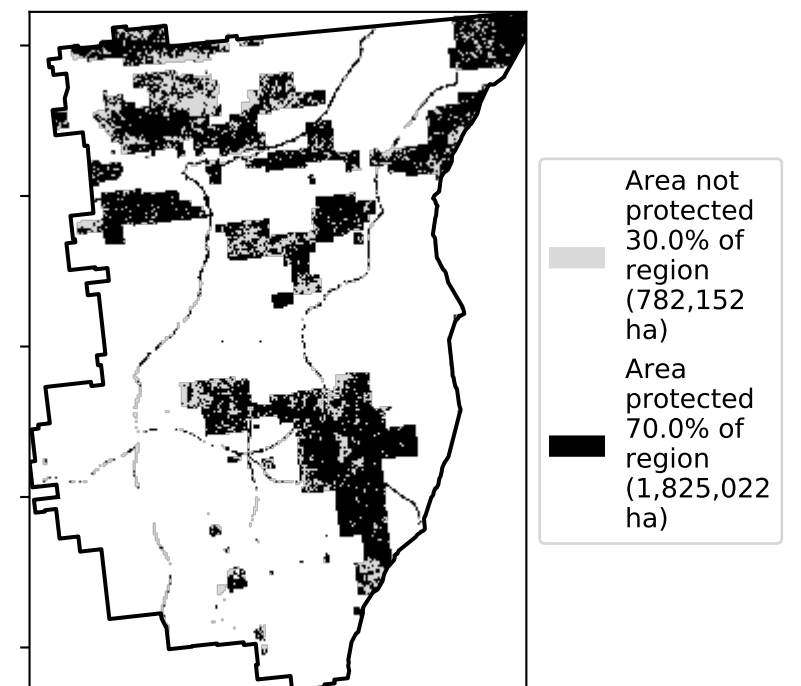 Area not
protected
30.0% of
region
(782,152
ha)
Area
protected
70.0% of
region
(1,825,022
ha)